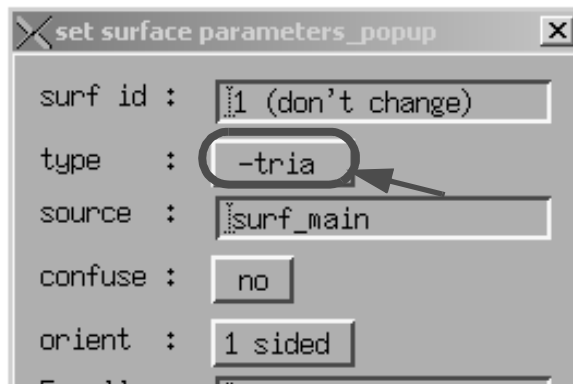 set surface parameters_popup
surf id : 1 (don't change)
type : -tria
source : surf_main
confuse : no
orient : 1 sided